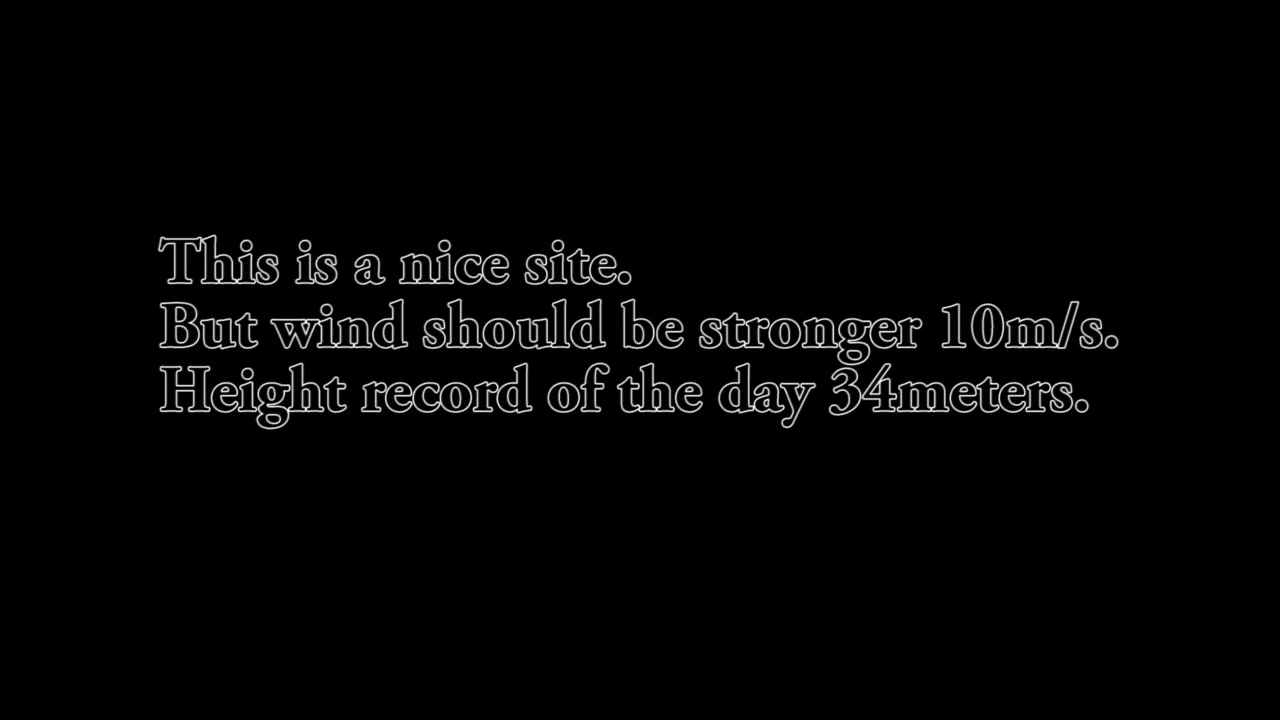 This is a nice site.
But wind should be stronger 10m/s.
Height record of the day 34meters.